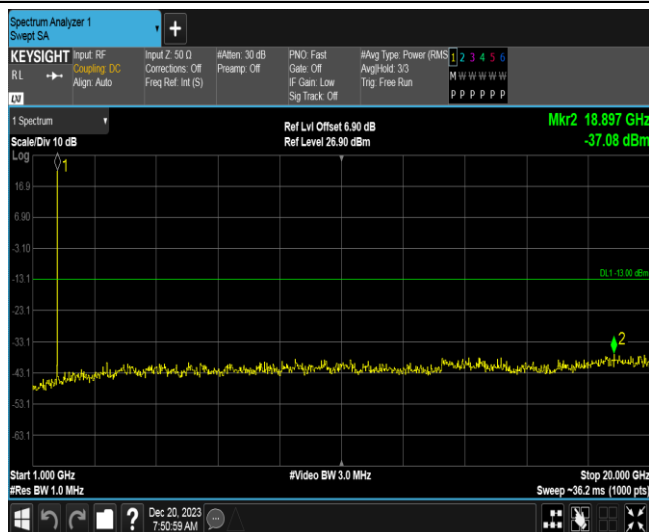 Spectrum Analyzer 1
Swept SA
KEYSIGHT
RL
LXI
Input: RF
Coupling: DC
Align: Auto
Input Z: 50 Ω
Corrections: Off
Freq Ref: Int (S)
#Atten: 30 dB
Preamp: Off
PNO: Fast
Gate: Off
IF Gain: Low
Sig Track: Off
#Avg Type: Power (RMS
Avg|Hold: 3/3
Trig: Free Run
1 2 3 4 5 6
M W W W W W
P P P P P P
1 Spectrum
Scale/Div 10 dB
Ref Lvl Offset 6.90 dB
Ref Level 26.90 dBm
Mkr2 18.897 GHz
-37.08 dBm
Log
1
16.9
6.90
-3.10
-13.1
DL1 -13.00 dBm
-23.1
-33.1
2
-43.1
-53.1
-63.1
Start 1.000 GHz
#Res BW 1.0 MHz
#Video BW 3.0 MHz
Stop 20.000 GHz
Sweep ~36.2 ms (1000 pts)
?
Dec 20, 2023
7:50:59 AM